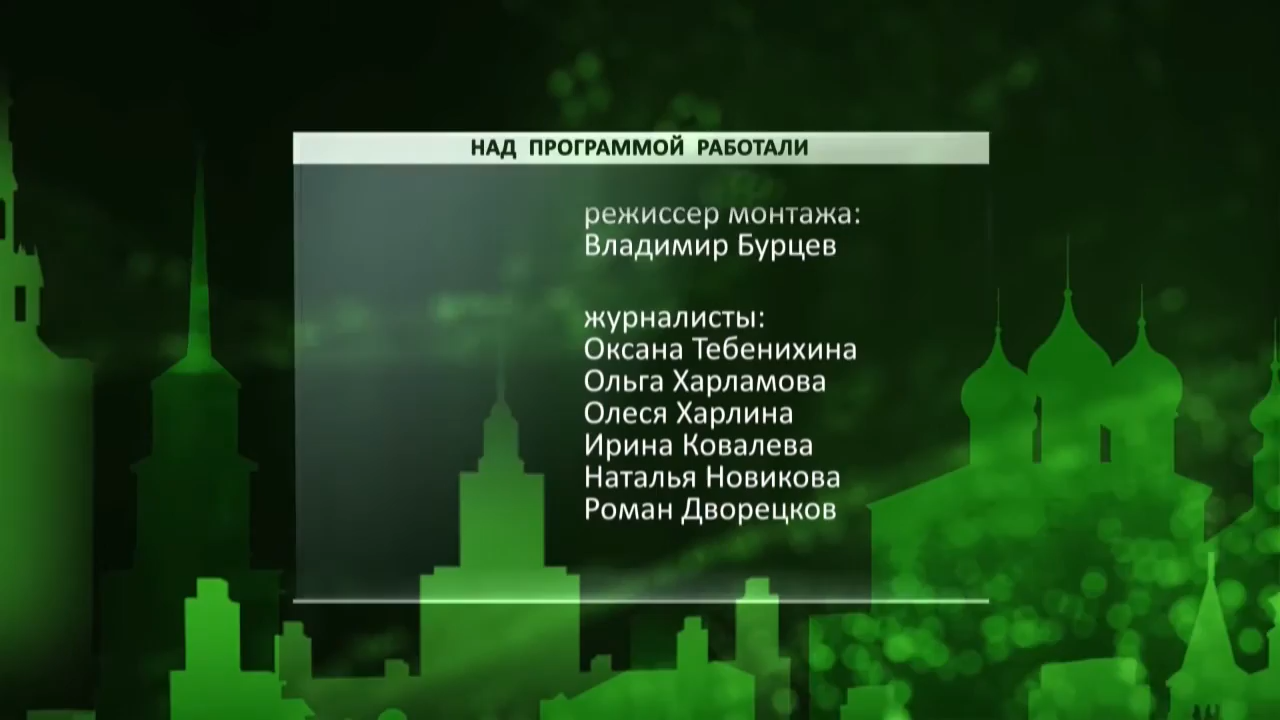 НАД ПРОГРАММОЙ РАБОТАЛИ
режиссер монтажа:
Владимир Бурцев
журналисты:
Оксана Тебенихина
Ольга Харламова
Олеся Харлина
Ирина Ковалева
Наталья Новикова
Роман Дворецков